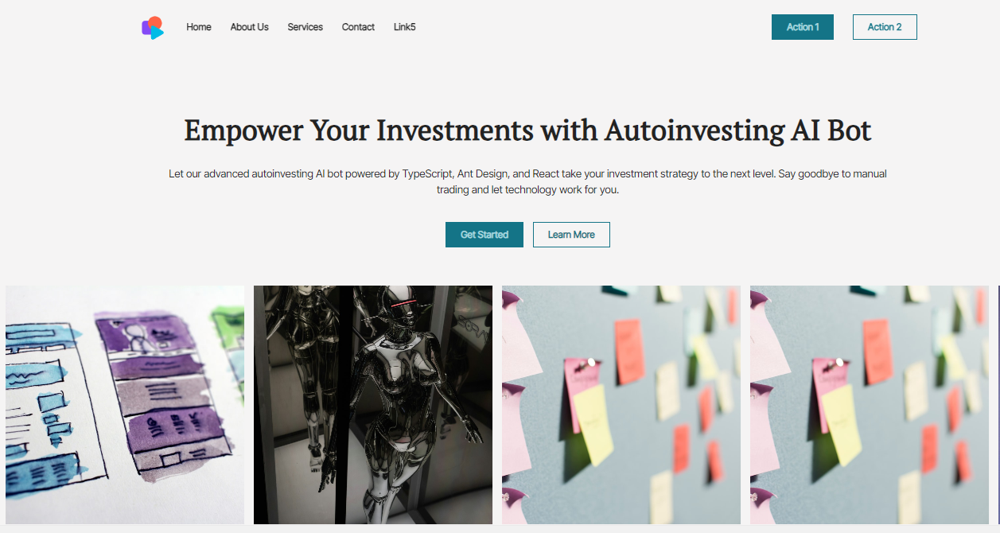 Home About Us Services Contact Link5 Action 1 Action 2
Empower Your Investments with Autoinvesting AI Bot
Let our advanced autoinvesting AI bot powered by TypeScript, Ant Design, and React take your investment strategy to the next level. Say goodbye to manual
trading and let technology work for you.
Get Started Learn More